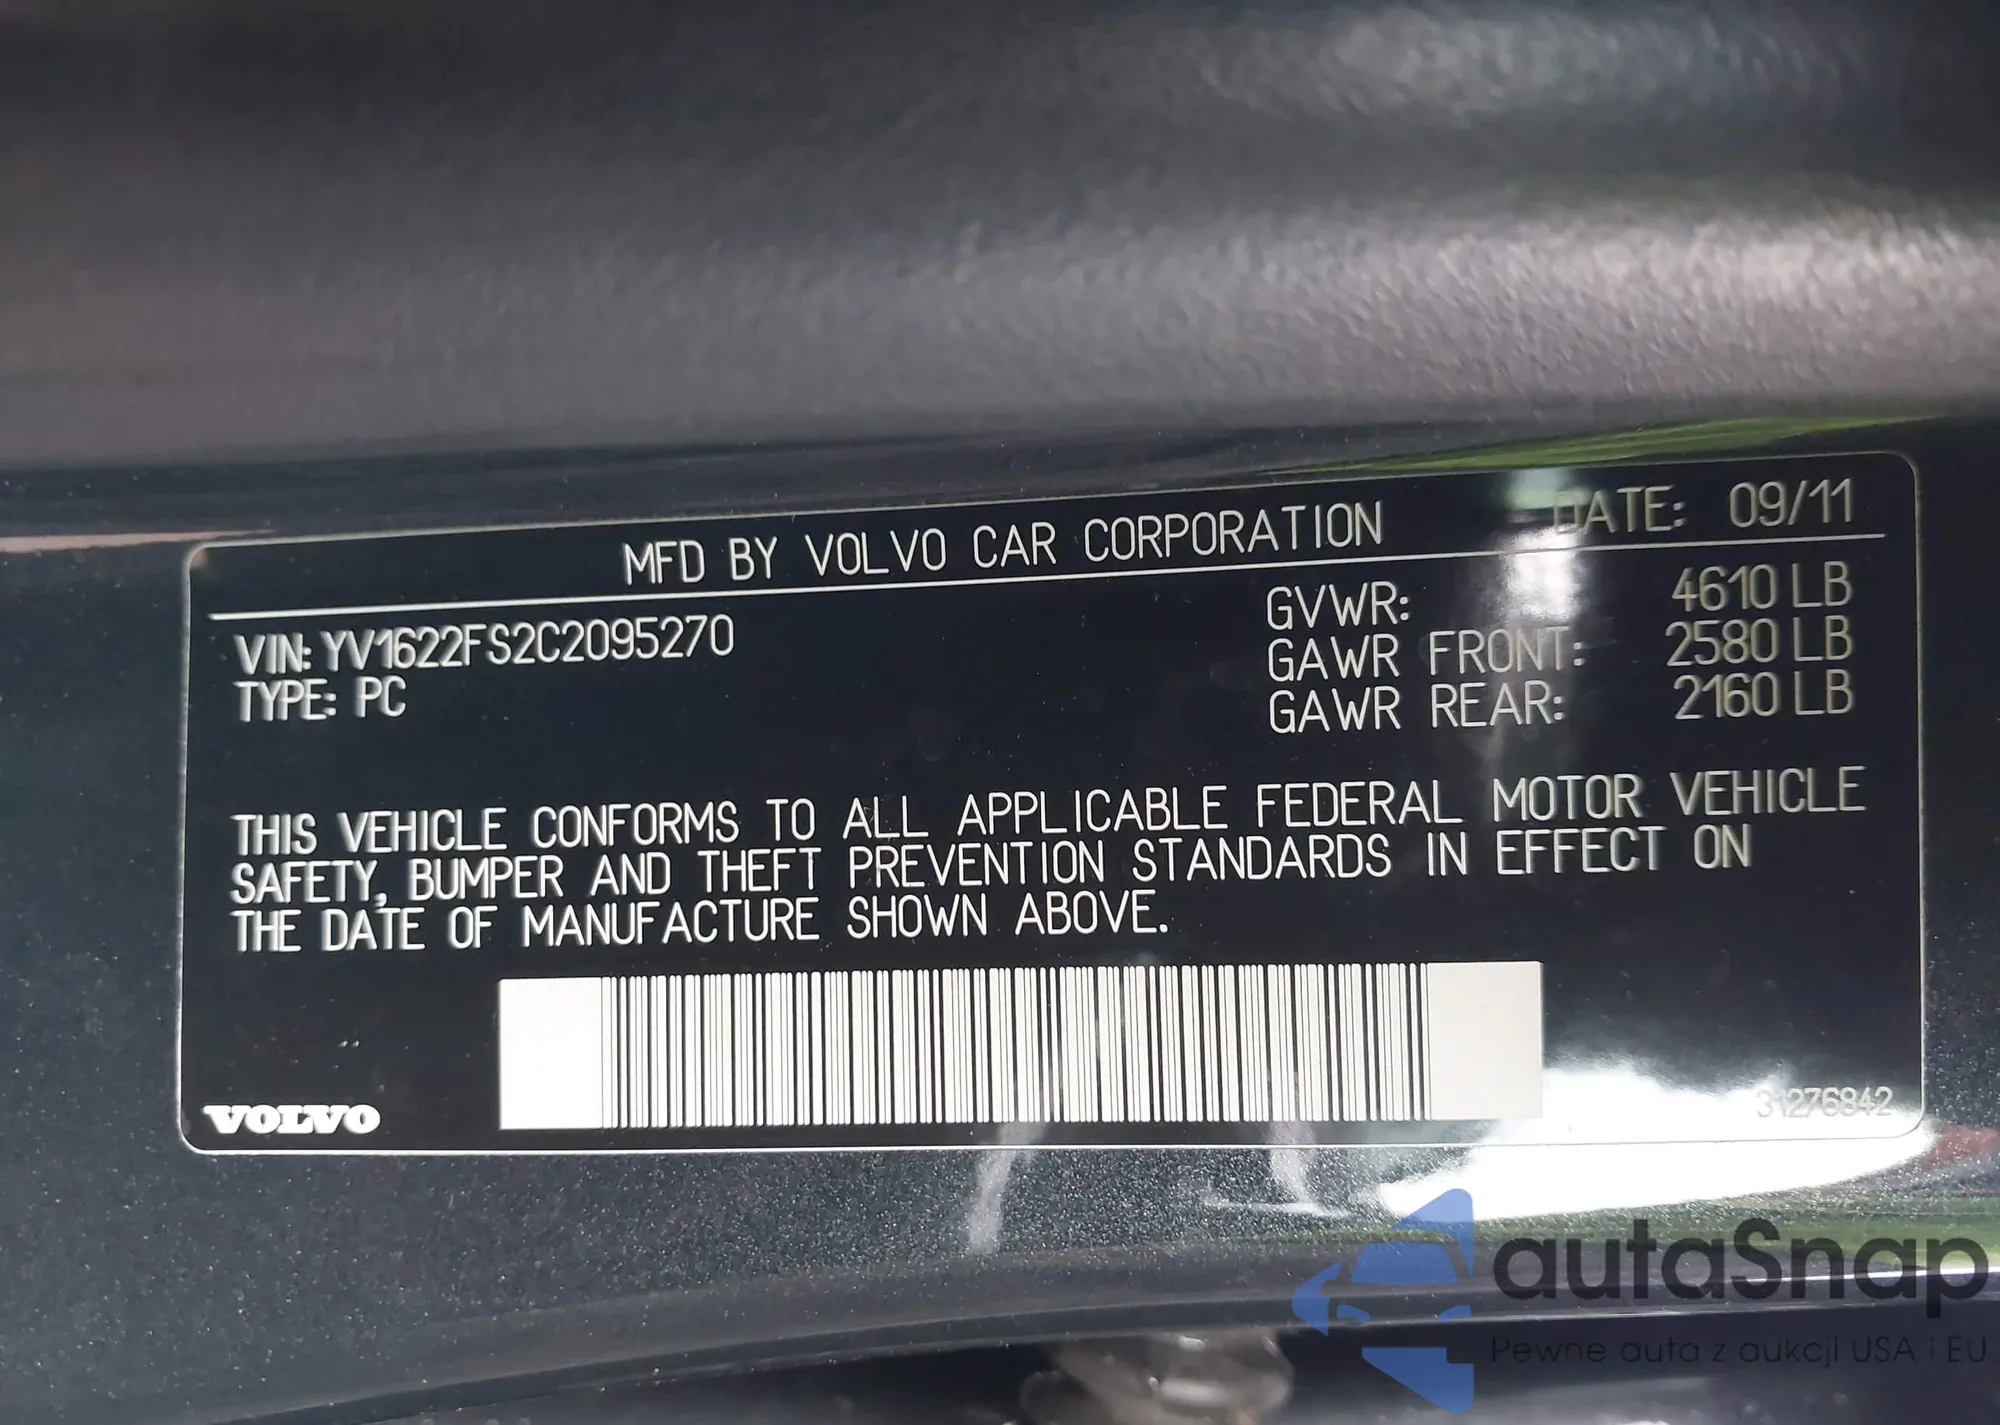 MFD BY VOLVO CAR CORPORATION DATE: 09/11
VIN: YV1622FS2C2095270
TYPE: PC
GVWR: 4610 LB
GAWR FRONT: 2580 LB
GAWR REAR: 2160 LB
THIS VEHICLE CONFORMS TO ALL APPLICABLE FEDERAL MOTOR VEHICLE
SAFETY, BUMPER AND THEFT PREVENTION STANDARDS IN EFFECT ON
THE DATE OF MANUFACTURE SHOWN ABOVE.
VOLVO
31276842
autaSnap
Pewne auta z aukcji USA i EU